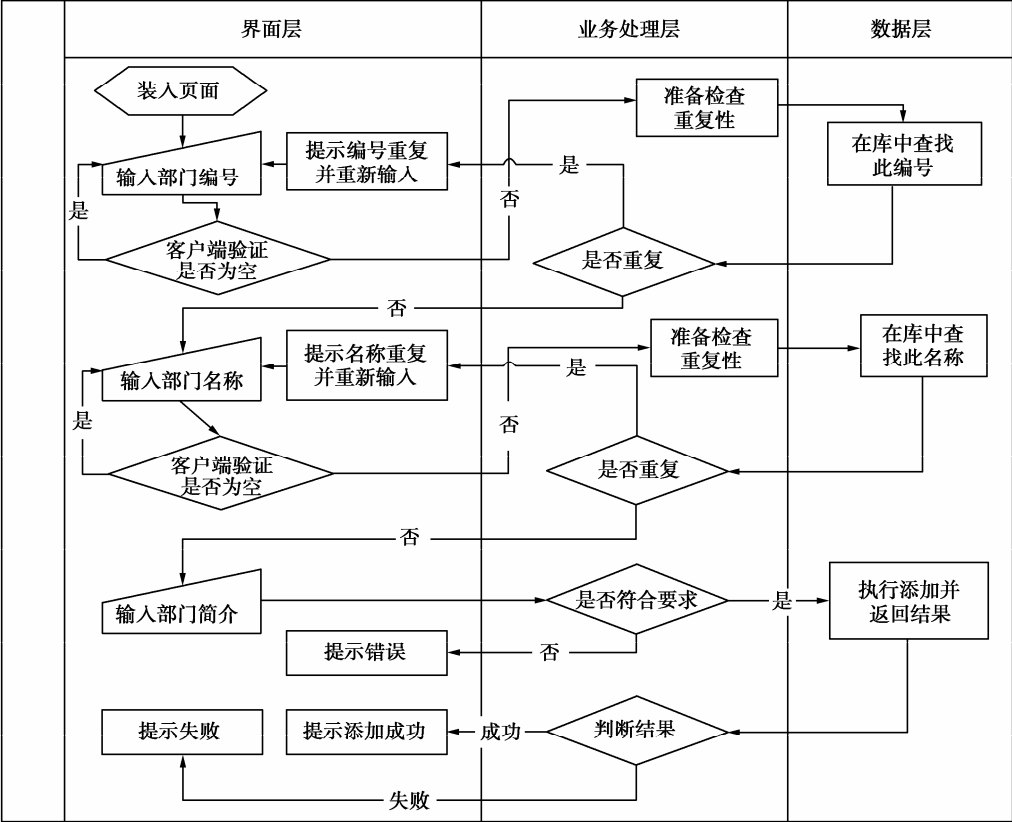 界面层
业务处理层
数据层
装入页面
准备检查
重复性
在库中查找
此编号
提示编号重复
并重新输入
输入部门编号
是
是
否
客户端验证
是否为空
是否重复
否
准备检查
重复性
在库中查
找此名称
提示名称重复
并重新输入
输入部门名称
是
是
否
客户端验证
是否为空
是否重复
否
输入部门简介
是否符合要求
是
执行添加并
返回结果
提示错误
否
提示失败
提示添加成功
成功
判断结果
失败